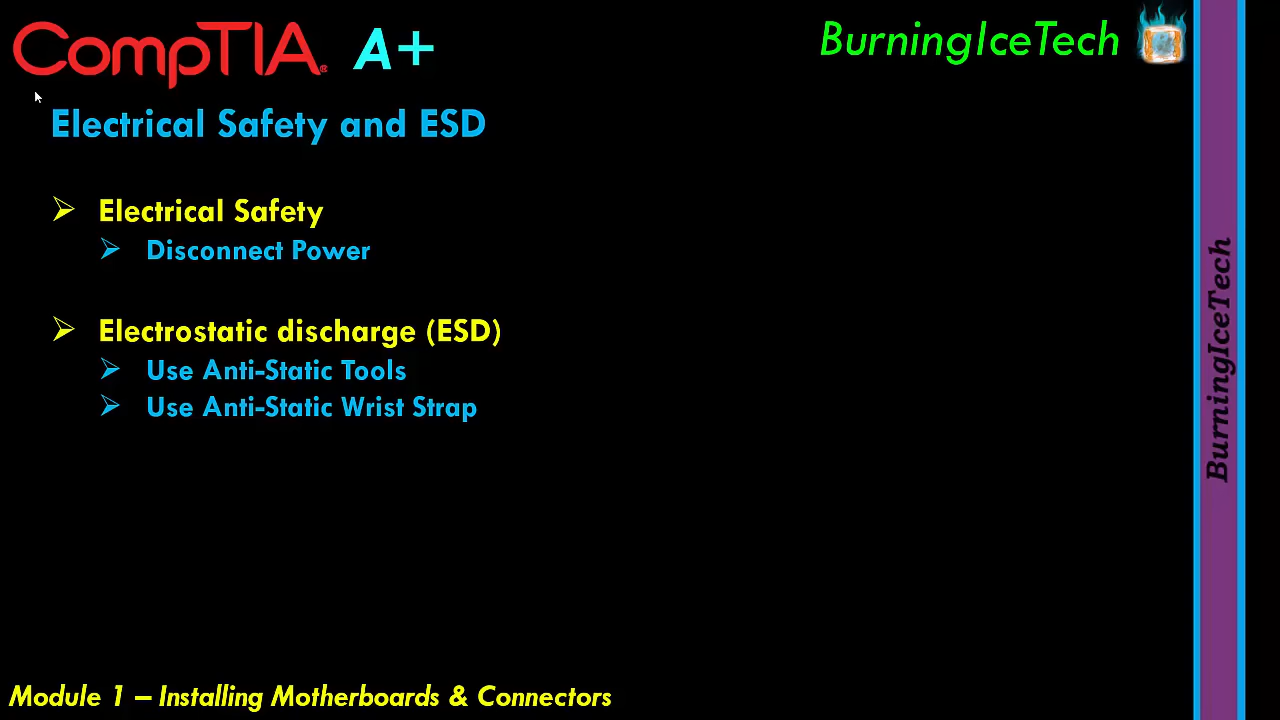 CompTIA® A+
BurningIceTech
Electrical Safety and ESD
Electrical Safety
Disconnect Power
Electrostatic discharge (ESD)
Use Anti-Static Tools
Use Anti-Static Wrist Strap
BurningIceTech
Module 1 – Installing Motherboards & Connectors